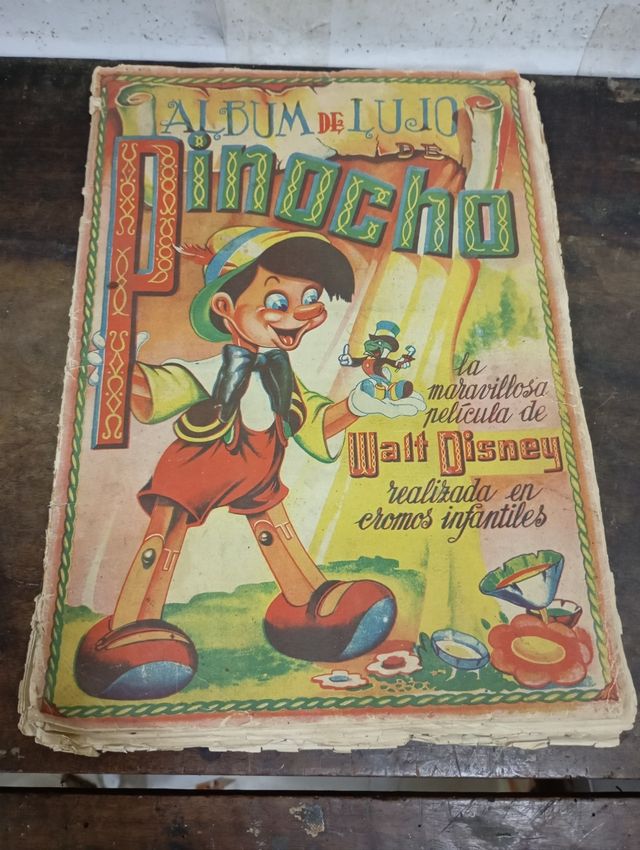 ALBUM DE LUJO
DE
Pinocho
la
maravillosa
película de
Walt Disney
realizada en
cromos infantiles